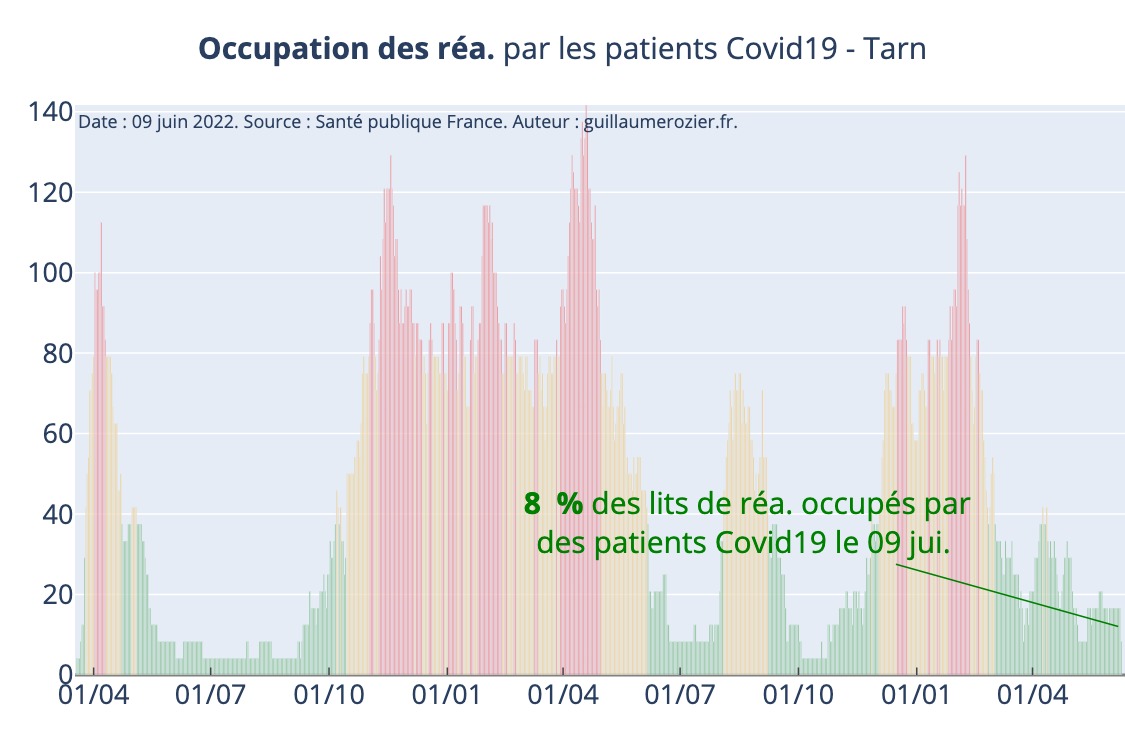 Occupation des réa. par les patients Covid19 - Tarn
140
Date : 09 juin 2022. Source : Santé publique France. Auteur : guillaumerozier.fr.
120
100
80
60
40
20
0
8 % des lits de réa. occupés par
des patients Covid19 le 09 jui.
01/04 01/07 01/10 01/01 01/04 01/07 01/10 01/01 01/04